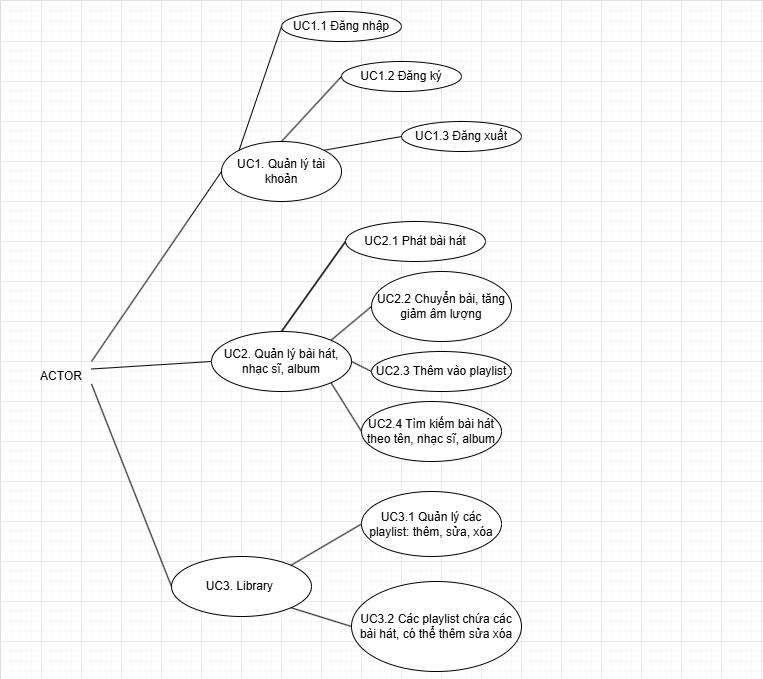 UC1.1 Đăng nhập
UC1.2 Đăng ký
UC1.3 Đăng xuất
UC1. Quản lý tài
khoản
UC2.1 Phát bài hát
UC2.2 Chuyển bài, tăng
giảm âm lượng
UC2. Quản lý bài hát,
nhạc sĩ, album
ACTOR
UC2.3 Thêm vào playlist
UC2.4 Tìm kiếm bài hát
theo tên, nhạc sĩ, album
UC3.1 Quản lý các
playlist: thêm, sửa, xóa
UC3. Library
UC3.2 Các playlist chứa các
bài hát, có thể thêm sửa xóa